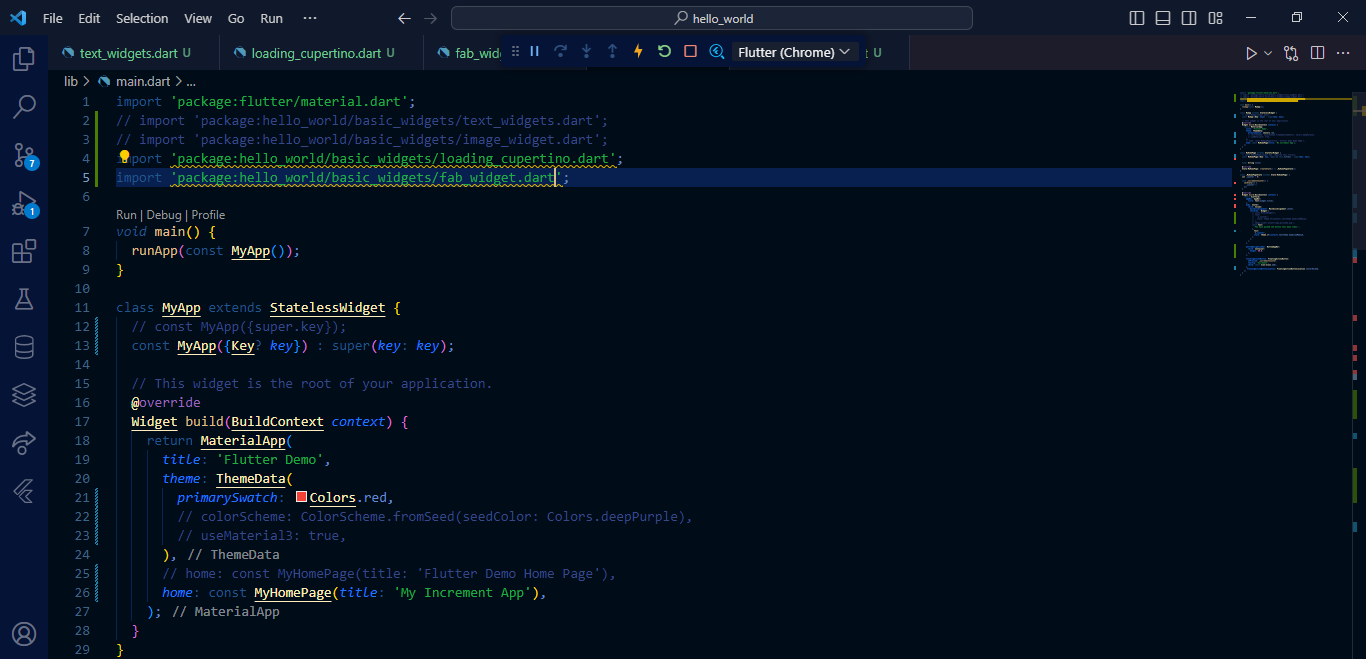 File Edit Selection View Go Run ··· hello_world
text_widgets.dart U loading_cupertino.dart U Flutter (Chrome) U
lib > main.dart > ...
1 import 'package:flutter/material.dart';
2 // import 'package:hello_world/basic_widgets/text_widgets.dart';
3 // import 'package:hello_world/basic_widgets/image_widget.dart';
4 import 'package:hello_world/basic_widgets/loading_cupertino.dart';
5 import 'package:hello_world/basic_widgets/fab_widget.dart';
6
Run | Debug | Profile
7 void main() {
8 runApp(const MyApp());
9 }
10
11 class MyApp extends StatelessWidget {
12 // const MyApp({super.key});
13 const MyApp({Key? key}) : super(key: key);
14
15 // This widget is the root of your application.
16 @override
17 Widget build(BuildContext context) {
18 return MaterialApp(
19 title: 'Flutter Demo',
20 theme: ThemeData(
21 primarySwatch: Colors.red,
22 // colorScheme: ColorScheme.fromSeed(seedColor: Colors.deepPurple),
23 // useMaterial3: true,
24 ), // ThemeData
25 // home: const MyHomePage(title: 'Flutter Demo Home Page'),
26 home: const MyHomePage(title: 'My Increment App'),
27 ); // MaterialApp
28 }
29 }
7
1